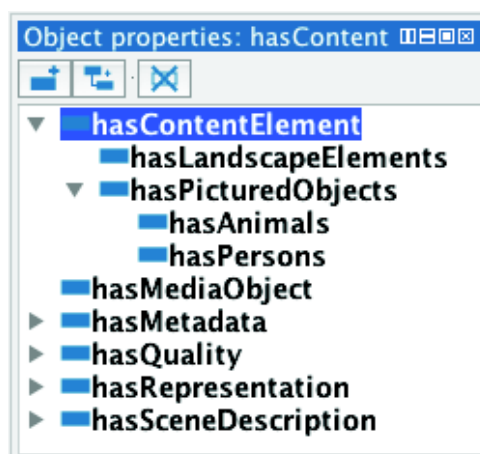 Object properties: hasContent
hasContentElement
hasLandscapeElements
hasPicturedObjects
hasAnimals
hasPersons
hasMediaObject
hasMetadata
hasQuality
hasRepresentation
hasSceneDescription